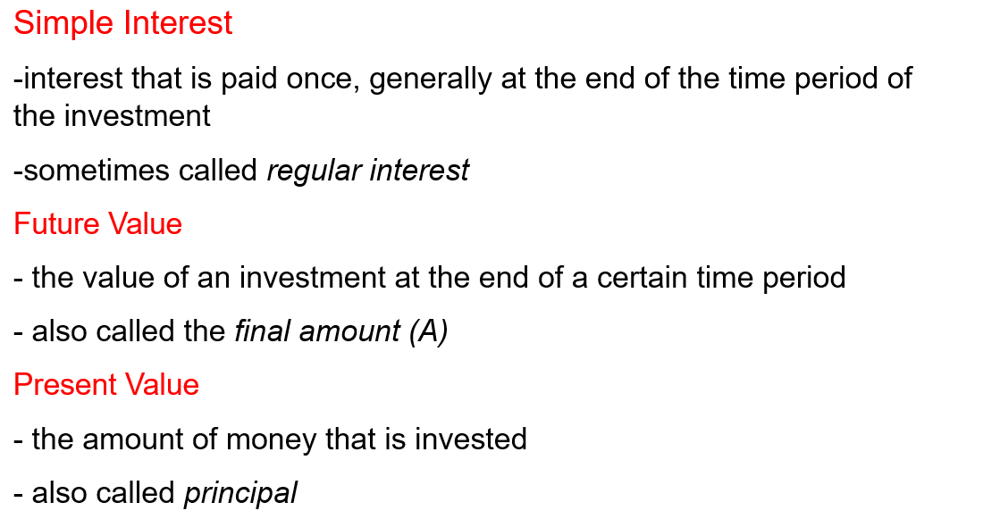 Simple Interest
-interest that is paid once, generally at the end of the time period of
the investment
-sometimes called regular interest
Future Value
- the value of an investment at the end of a certain time period
- also called the final amount (A)
Present Value
- the amount of money that is invested
- also called principal